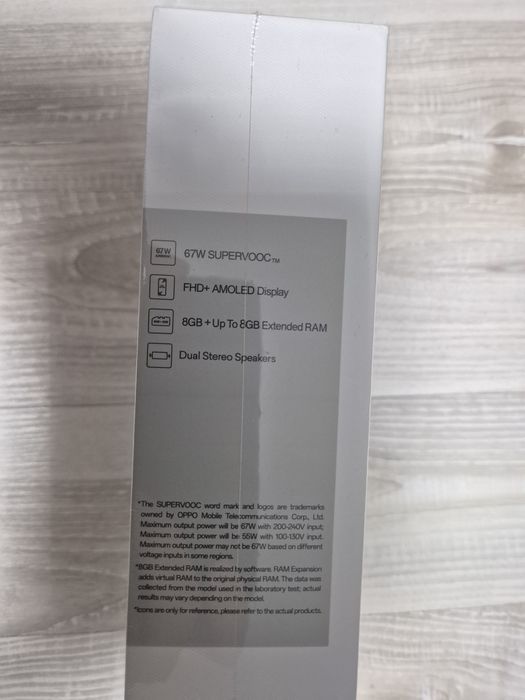 67W
67W SUPERVOOC™
FHD+ AMOLED Display
8GB + Up To 8GB Extended RAM
Dual Stereo Speakers
*The SUPERVOOC word mark and logos are trademarks
owned by OPPO Mobile Telecommunications Corp., Ltd.
Maximum output power will be 67W with 200-240V input;
Maximum output power will be 55W with 100-130V input.
Maximum output power may not be 67W based on different
voltage inputs in some regions.
*8GB Extended RAM is realized by software. RAM Expansion
adds virtual RAM to the original physical RAM. The data was
collected from the model used in the laboratory test; actual
results may vary depending on the model.
*Icons are only for reference, please refer to the actual products.